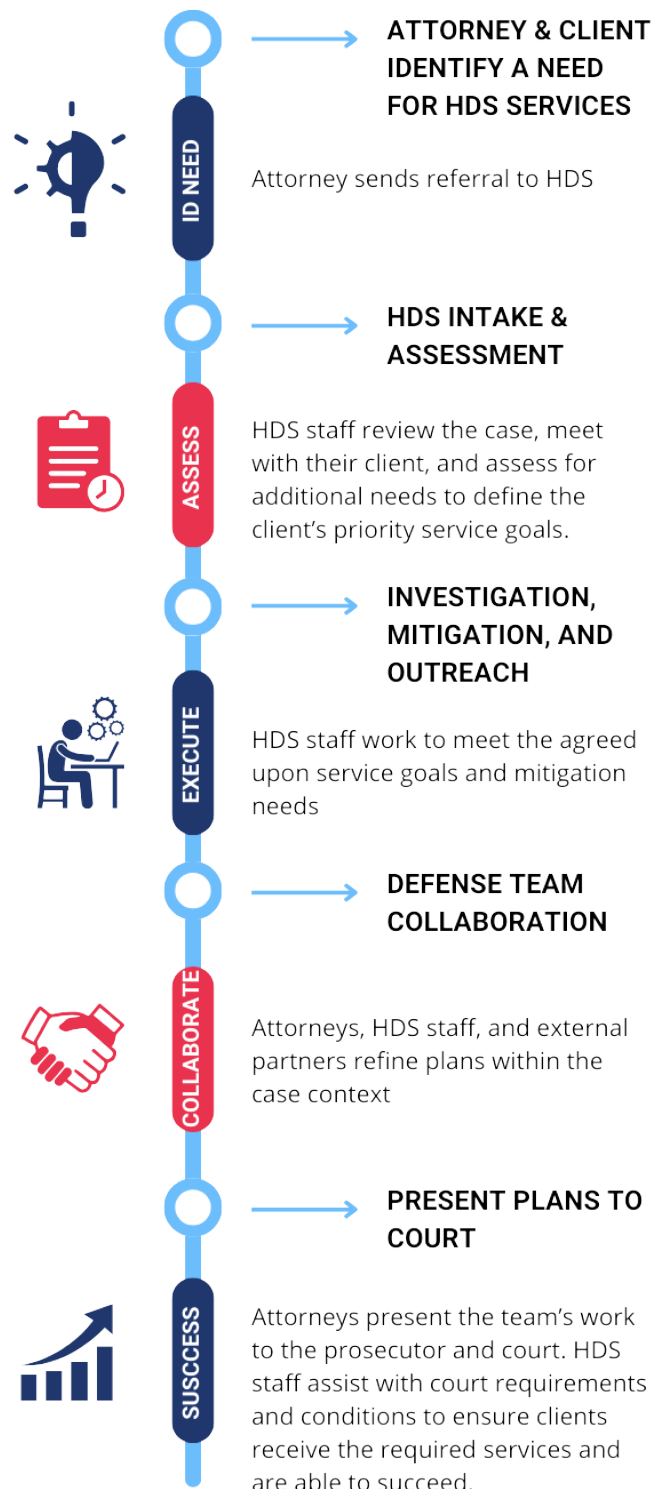 ATTORNEY & CLIENT
IDENTIFY A NEED
FOR HDS SERVICES
ID NEED
Attorney sends referral to HDS
HDS INTAKE &
ASSESSMENT
ASSESS
HDS staff review the case, meet
with their client, and assess for
additional needs to define the
client's priority service goals.
INVESTIGATION,
MITIGATION, AND
OUTREACH
EXECUTE
HDS staff work to meet the agreed
upon service goals and mitigation
needs
DEFENSE TEAM
COLLABORATION
COLLABORATE
Attorneys, HDS staff, and external
partners refine plans within the
case context
PRESENT PLANS TO
COURT
SUSCCESS
Attorneys present the team's work
to the prosecutor and court. HDS
staff assist with court requirements
and conditions to ensure clients
receive the required services and
are able to succeed.